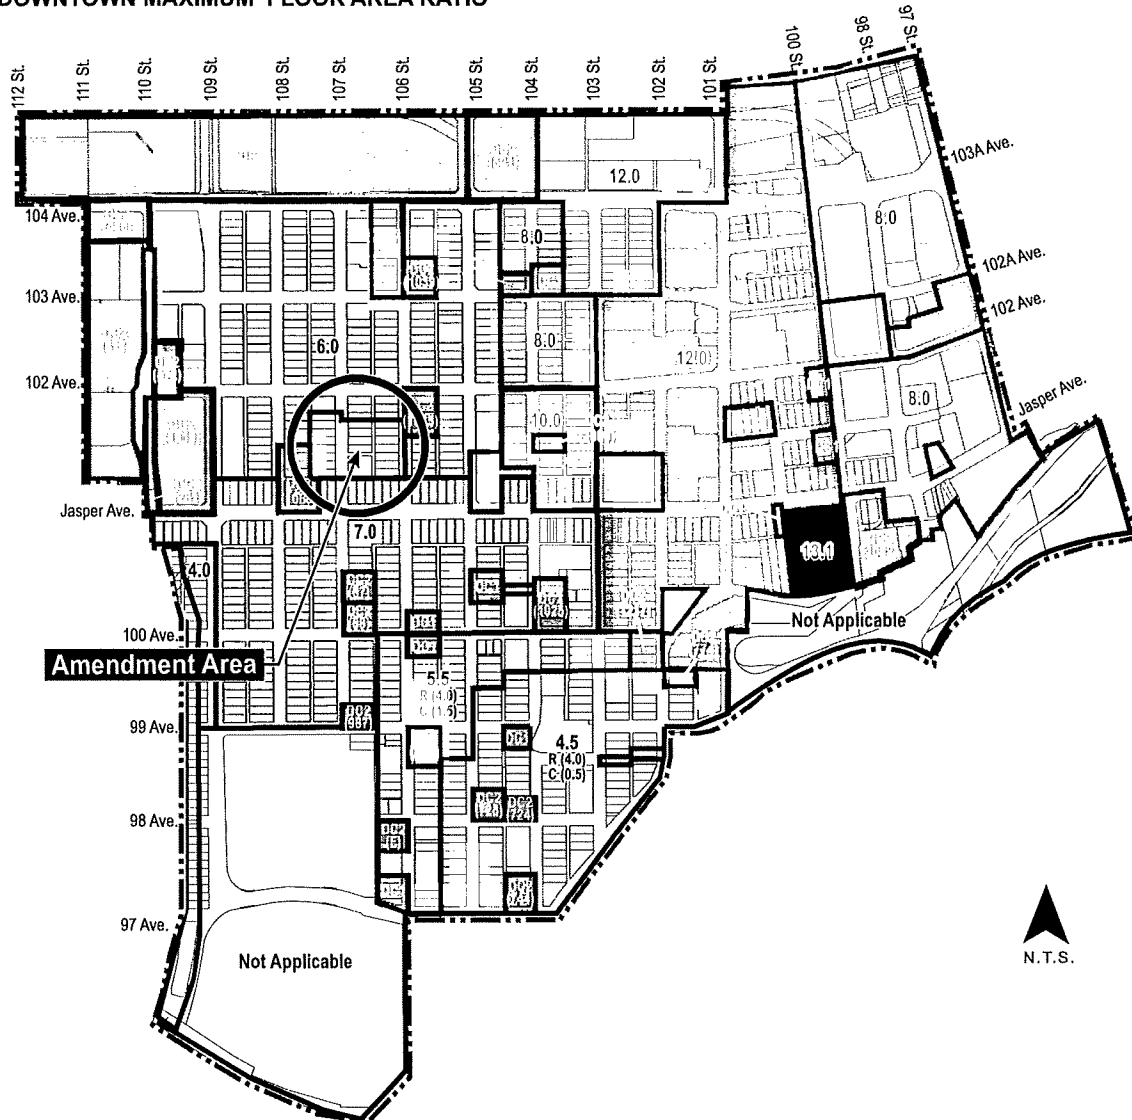 DOWNTOWN MAXIMUM FLOOR AREA RATIO
112 St.
111 St.
110 St.
109 St.
108 St.
107 St.
106 St.
105 St.
104 St.
103 St.
102 St.
101 St.
100 St.
98 St.
97 St.
103A Ave.
12.0
104 Ave.
8.0
8.0
102A Ave.
103 Ave.
102 Ave.
6.0
8.0
12.0
102 Ave.
8.0
Jasper Ave.
10.0
Jasper Ave.
7.0
13.1
4.0
Not Applicable
100 Ave.
Amendment Area
5.5
R (4.0)
C (1.5)
DC2
987
99 Ave.
4.5
R (4.0)
C (0.5)
98 Ave.
DC2
DC2
724
97 Ave.
Not Applicable
N.T.S.